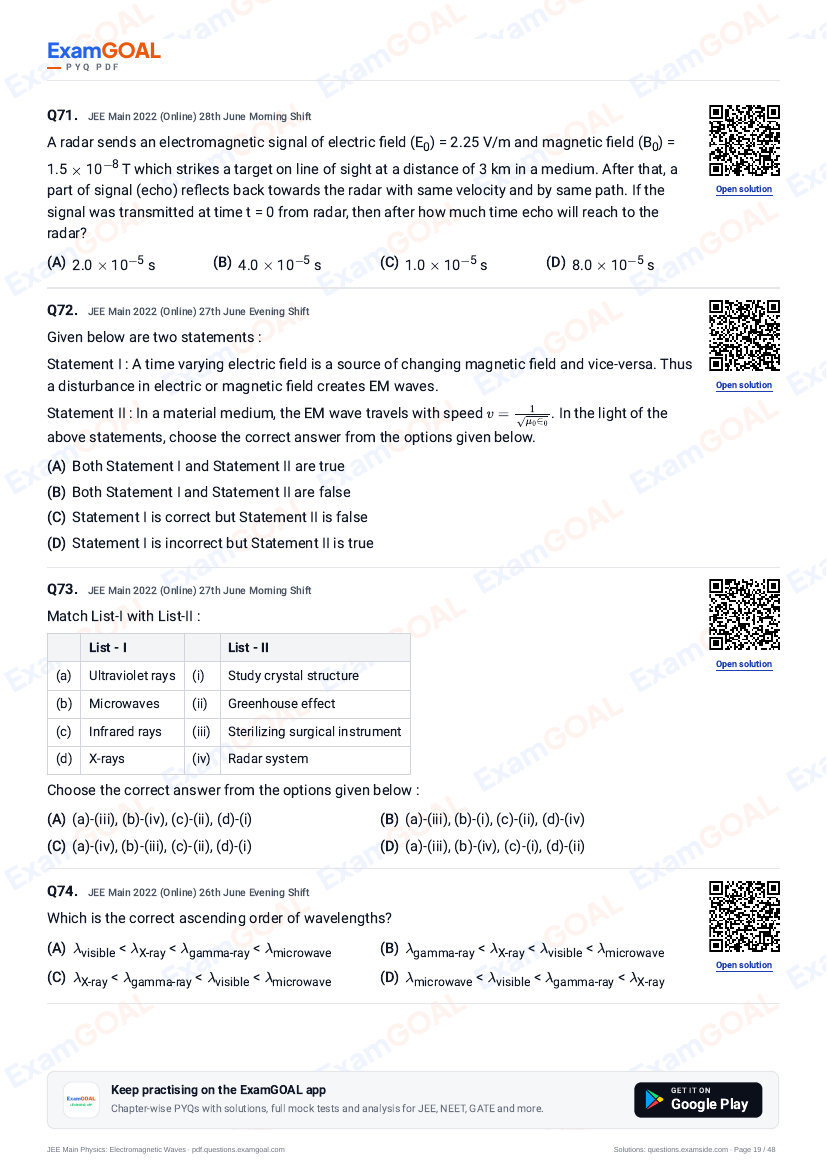 ExamGOAL
PYQ PDF
Q71. JEE Main 2022 (Online) 28th June Morning Shift
A radar sends an electromagnetic signal of electric field (E₀) = 2.25 V/m and magnetic field (B₀) =
1.5 × 10⁻⁸ T which strikes a target on line of sight at a distance of 3 km in a medium. After that, a
part of signal (echo) reflects back towards the radar with same velocity and by same path. If the
signal was transmitted at time t = 0 from radar, then after how much time echo will reach to the
radar?
Open solution
(A) 2.0 × 10⁻⁵ s (B) 4.0 × 10⁻⁵ s (C) 1.0 × 10⁻⁵ s (D) 8.0 × 10⁻⁵ s
Q72. JEE Main 2022 (Online) 27th June Evening Shift
Given below are two statements :
Statement I : A time varying electric field is a source of changing magnetic field and vice-versa. Thus
a disturbance in electric or magnetic field creates EM waves.
Open solution
Statement II : In a material medium, the EM wave travels with speed v = 1/√(μ₀∈₀). In the light of the
above statements, choose the correct answer from the options given below.
(A) Both Statement I and Statement II are true
(B) Both Statement I and Statement II are false
(C) Statement I is correct but Statement II is false
(D) Statement I is incorrect but Statement II is true
Q73. JEE Main 2022 (Online) 27th June Morning Shift
Match List-I with List-II :
Open solution
List - I List - II
(a) Ultraviolet rays (i) Study crystal structure
(b) Microwaves (ii) Greenhouse effect
(c) Infrared rays (iii) Sterilizing surgical instrument
(d) X-rays (iv) Radar system
Choose the correct answer from the options given below :
(A) (a)-(iii), (b)-(iv), (c)-(ii), (d)-(i) (B) (a)-(iii), (b)-(i), (c)-(ii), (d)-(iv)
(C) (a)-(iv), (b)-(iii), (c)-(ii), (d)-(i) (D) (a)-(iii), (b)-(iv), (c)-(i), (d)-(ii)
Q74. JEE Main 2022 (Online) 26th June Evening Shift
Which is the correct ascending order of wavelengths?
(A) λvisible < λX-ray < λgamma-ray < λmicrowave (B) λgamma-ray < λX-ray < λvisible < λmicrowave
Open solution
(C) λX-ray < λgamma-ray < λvisible < λmicrowave (D) λmicrowave < λvisible < λgamma-ray < λX-ray
ExamGOAL
Keep practising on the ExamGOAL app
Chapter-wise PYQs with solutions, full mock tests and analysis for JEE, NEET, GATE and more.
GET IT ON
Google Play
JEE Main Physics: Electromagnetic Waves · pdf.questions.examgoal.com
Solutions: questions.examside.com · Page 19 / 48